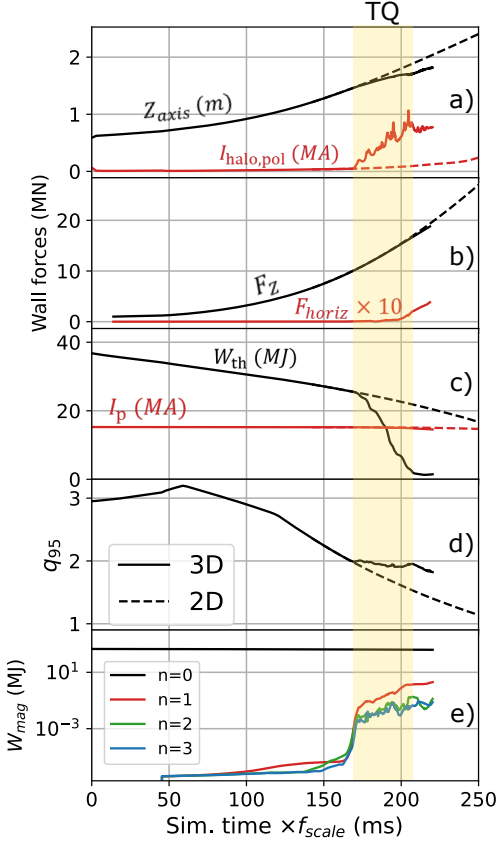 TQ
2
Z_axis (m)
a)
1
I_halo,pol (MA)
0
Wall forces (MN)
20
b)
10
F_Z
F_horiz × 10
0
40
W_th (MJ)
c)
20
I_p (MA)
0
3
q_95
d)
2
3D
2D
1
W_mag (MJ)
10^1
n=0
e)
n=1
10^−3
n=2
n=3
0 50 100 150 200 250
Sim. time ×f_scale (ms)